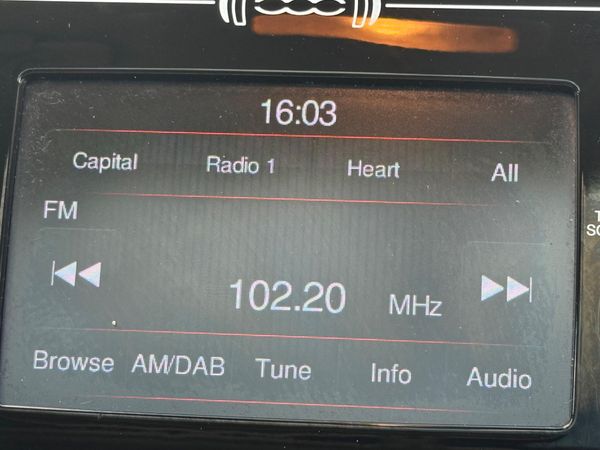 16:03
Capital Radio 1 Heart All
FM
102.20 MHz
Browse AM/DAB Tune Info Audio